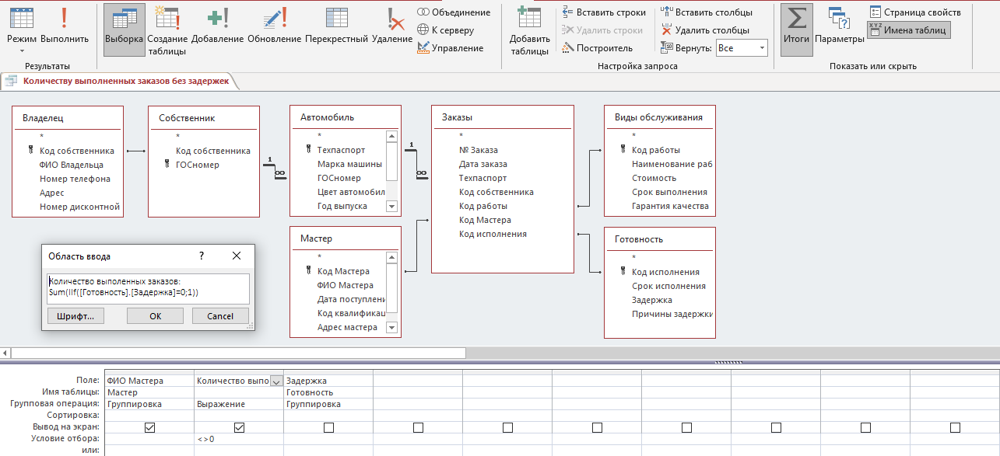 Режим Выполнить
Результаты
Выборка Создание таблицы Добавление Обновление Перекрестный Удаление
Объединение
К серверу
Управление
Добавить таблицы
Вставить строки
Удалить строки
Построитель
Вставить столбцы
Удалить столбцы
Вернуть: Все
Настройка запроса
Итоги Параметры
Страница свойств
XYZ Имена таблиц
Показать или скрыть
Количеству выполненных заказов без задержек
Владелец
*
Код собственника
ФИО Владельца
Номер телефона
Адрес
Номер дисконтной
Собственник
*
Код собственника
ГОСномер
1
∞
Автомобиль
*
Техпаспорт
Марка машины
ГОСномер
Цвет автомобил
Год выпуска
1
∞
Заказы
*
№ Заказа
Дата заказа
Техпаспорт
Код собственника
Код работы
Код Мастера
Код исполнения
Виды обслуживания
*
Код работы
Наименование раб
Стоимость
Срок выполнения
Гарантия качества
Мастер
*
Код Мастера
ФИО Мастера
Дата поступлени
Код квалификац
Адрес мастера
Готовность
*
Код исполнения
Срок исполнения
Задержка
Причины задержки
Область ввода ?
Количество выполенных заказов:
Sum(IIf([Готовность].[Задержка]=0;1))
Шрифт... OK Cancel
Поле: ФИО Мастера Количество выпо Задержка
Имя таблицы: Мастер Готовность
Групповая операция: Группировка Выражение Группировка
Сортировка:
Вывод на экран:
Условие отбора: <>0
или: